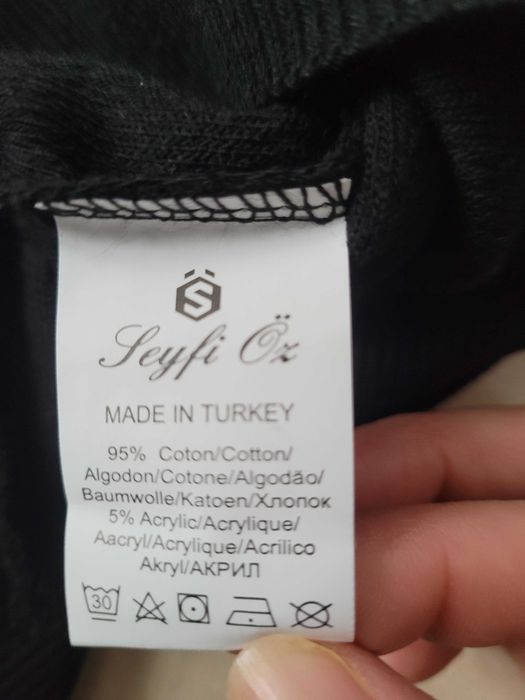 ÖS
Seyfi Öz
MADE IN TURKEY
95% Coton/Cotton/
Algodon/Cotone/Algodão/
Baumwolle/Katoen/Хлопок
5% Acrylic/Acrylique/
Aacryl/Acrylique/Acrilico
Akryl/АКРИЛ
30